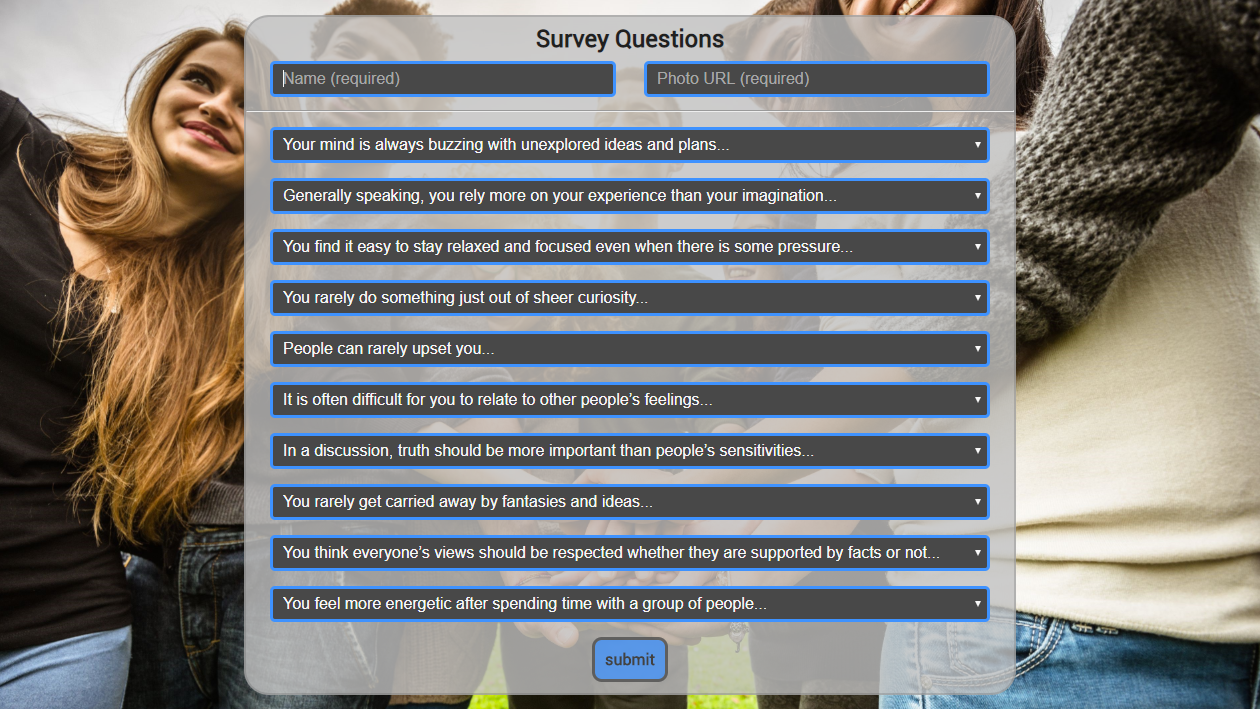 Survey Questions
Name (required)
Photo URL (required)
Your mind is always buzzing with unexplored ideas and plans...
Generally speaking, you rely more on your experience than your imagination...
You find it easy to stay relaxed and focused even when there is some pressure...
You rarely do something just out of sheer curiosity...
People can rarely upset you...
It is often difficult for you to relate to other people’s feelings...
In a discussion, truth should be more important than people’s sensitivities...
You rarely get carried away by fantasies and ideas...
You think everyone’s views should be respected whether they are supported by facts or not...
You feel more energetic after spending time with a group of people...
submit